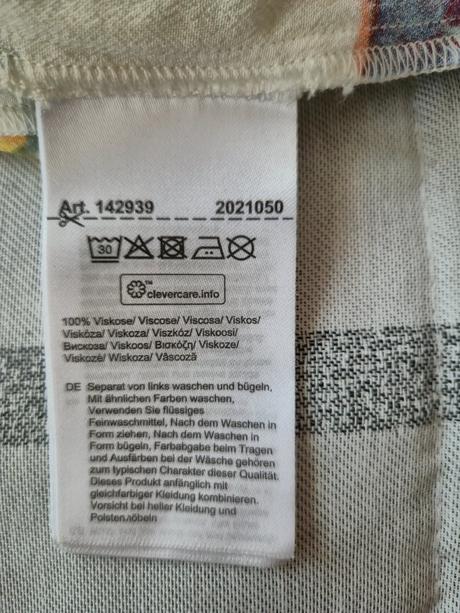 Art. 142939 2021050
30
clevercare.info
100% Viskose/ Viscose/ Viscosa/ Viskos/
Viskóza/ Viskoza/ Viszkóz/ Viskoosi/
Вискоза/ Viskoos/ Βισκόζη/ Viskoze/
Viskozė/ Wiskoza/ Vâscoză
DE Separat von links waschen und bügeln,
Mit ähnlichen Farben waschen,
Verwenden Sie flüssiges
Feinwaschmittel, Nach dem Waschen in
Form ziehen, Nach dem Waschen in
Form bügeln, Farbabgabe beim Tragen
und Ausfärben bei der Wäsche gehören
zum typischen Charakter dieser Qualität.
Dieses Produkt anfänglich mit
gleichfarbiger Kleidung kombinieren.
Vorsicht bei heller Kleidung und
Polstermöbeln